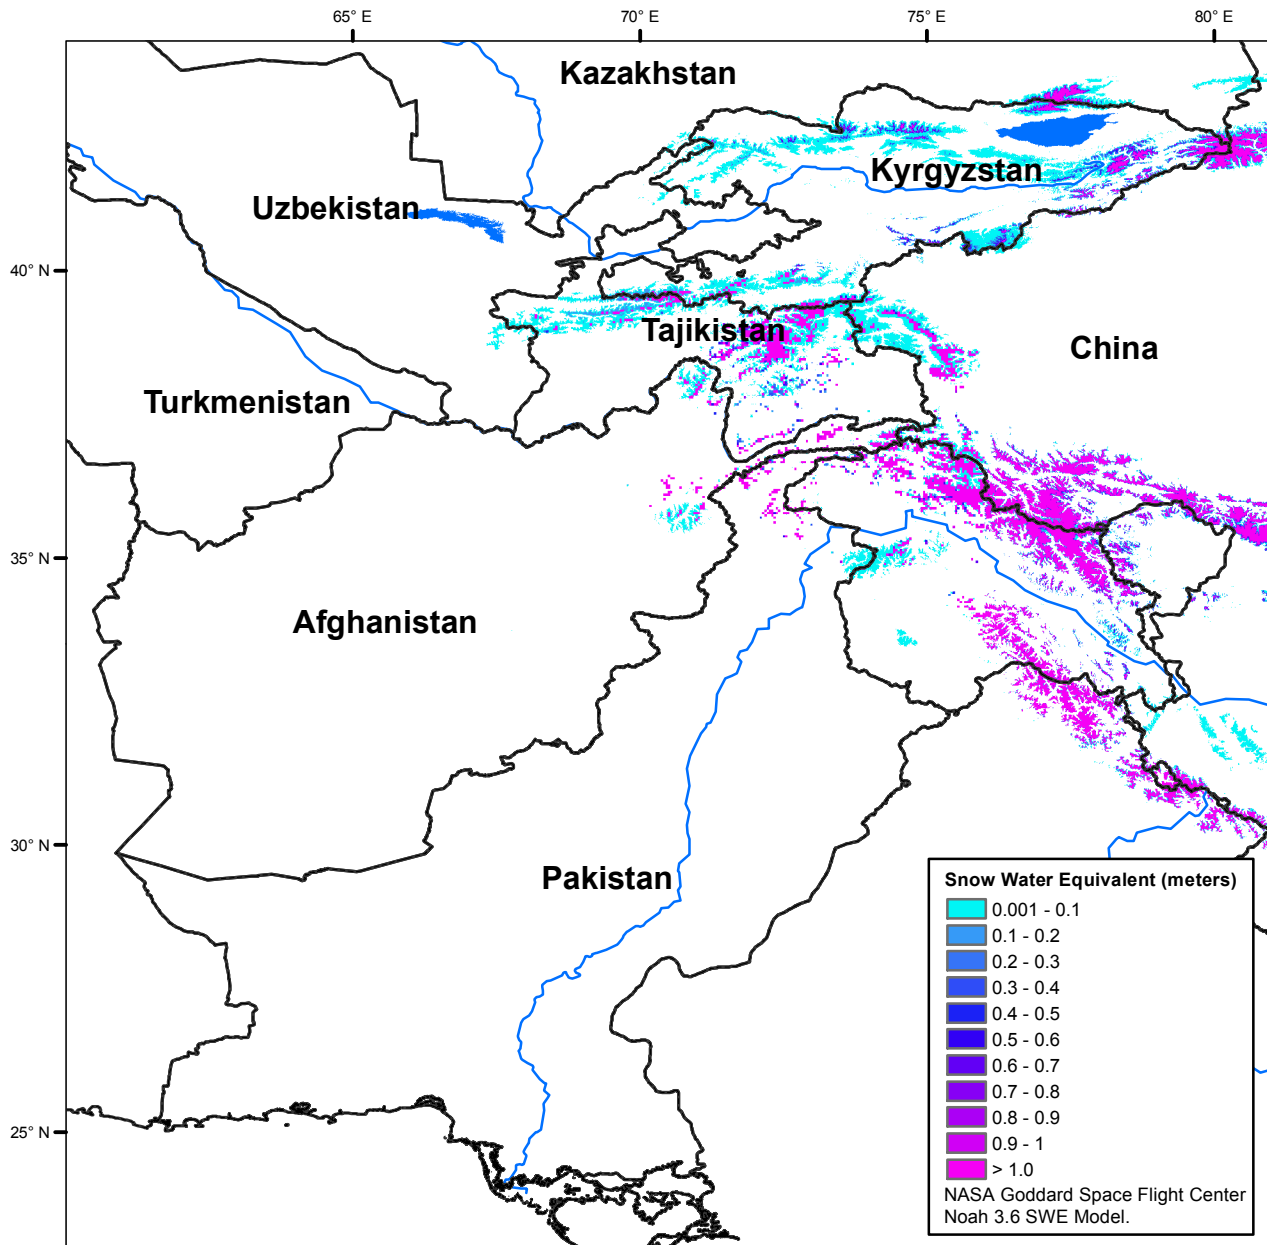 65° E
70° E
75° E
80° E
Kazakhstan
Kyrgyzstan
Uzbekistan
40° N
Tajikistan
China
Turkmenistan
35° N
Afghanistan
30° N
Pakistan
25° N
Snow Water Equivalent (meters)
0.001 - 0.1
0.1 - 0.2
0.2 - 0.3
0.3 - 0.4
0.4 - 0.5
0.5 - 0.6
0.6 - 0.7
0.7 - 0.8
0.8 - 0.9
0.9 - 1
> 1.0
NASA Goddard Space Flight Center
Noah 3.6 SWE Model.